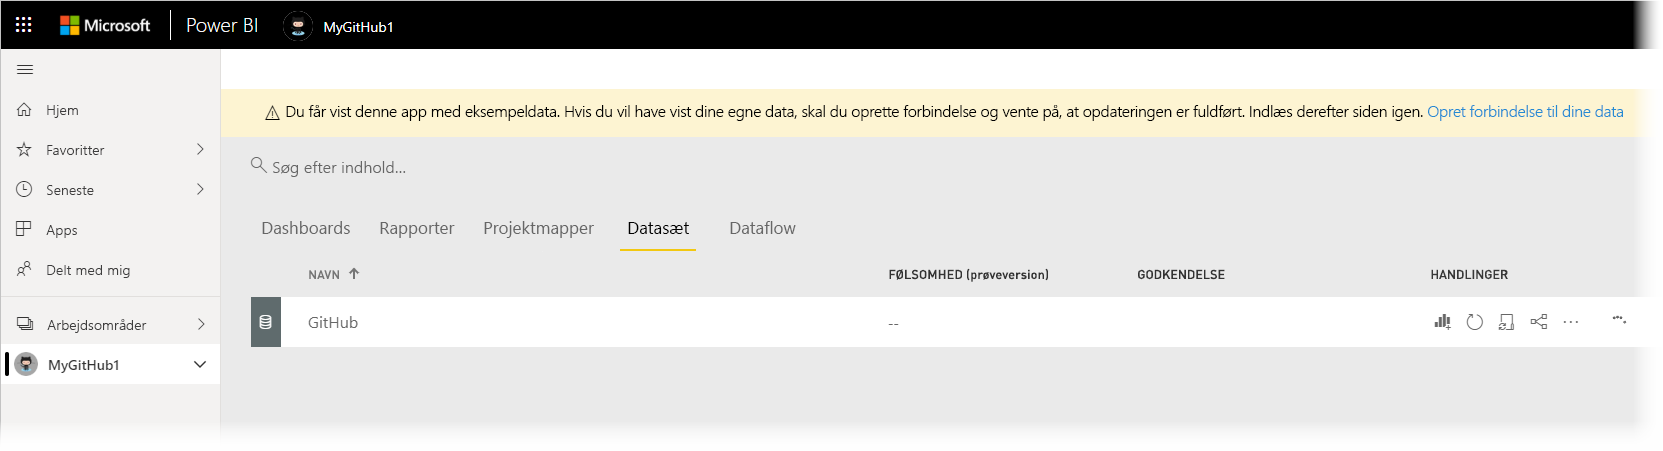 Microsoft Power BI MyGitHub1
Du får vist denne app med eksempeldata. Hvis du vil have vist dine egne data, skal du oprette forbindelse og vente på, at opdateringen er fuldført. Indlæs derefter siden igen. Opret forbindelse til dine data
Hjem
Favoritter
Seneste
Apps
Delt med mig
Arbejdsområder
MyGitHub1
Søg efter indhold...
Dashboards Rapporter Projektmapper Datasæt Dataflow
NAVN FØLSOMHED (prøveversion) GODKENDELSE HANDLINGER
GitHub --